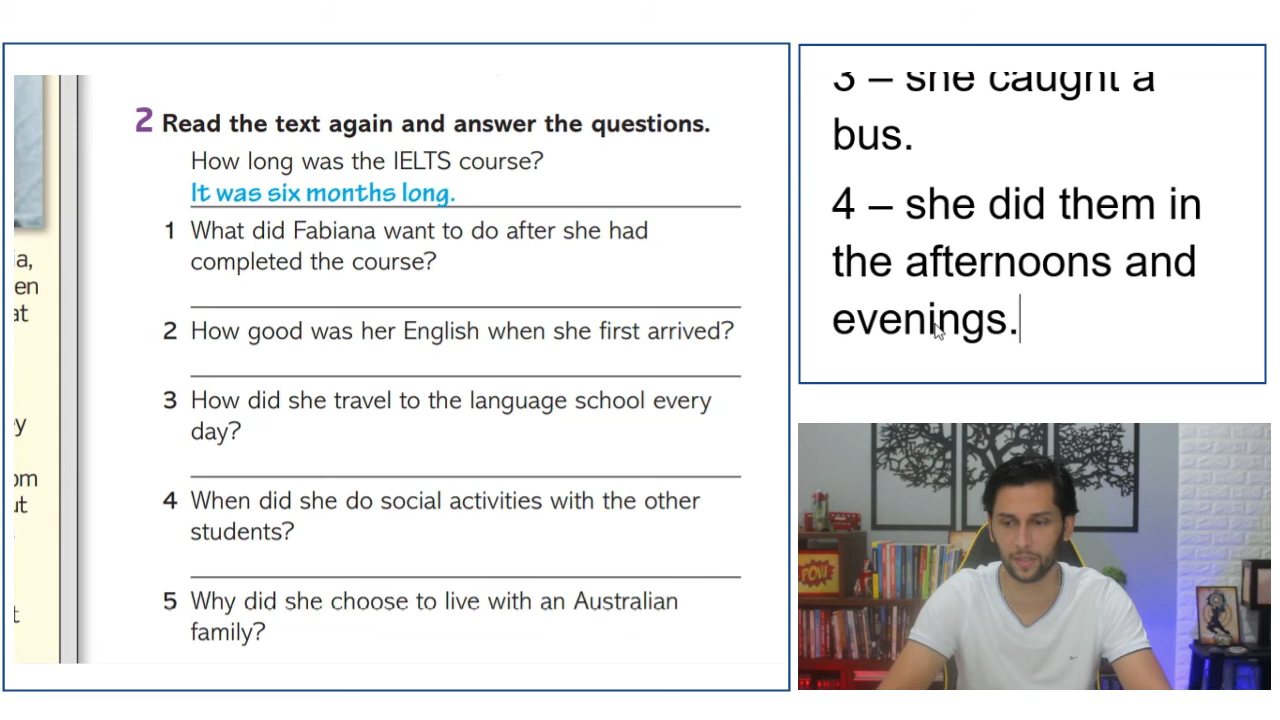 2 Read the text again and answer the questions.
How long was the IELTS course?
It was six months long.
1 What did Fabiana want to do after she had
completed the course?
2 How good was her English when she first arrived?
3 How did she travel to the language school every
day?
4 When did she do social activities with the other
students?
5 Why did she choose to live with an Australian
family?
3 – she caught a
bus.
4 – she did them in
the afternoons and
evenings.
POW